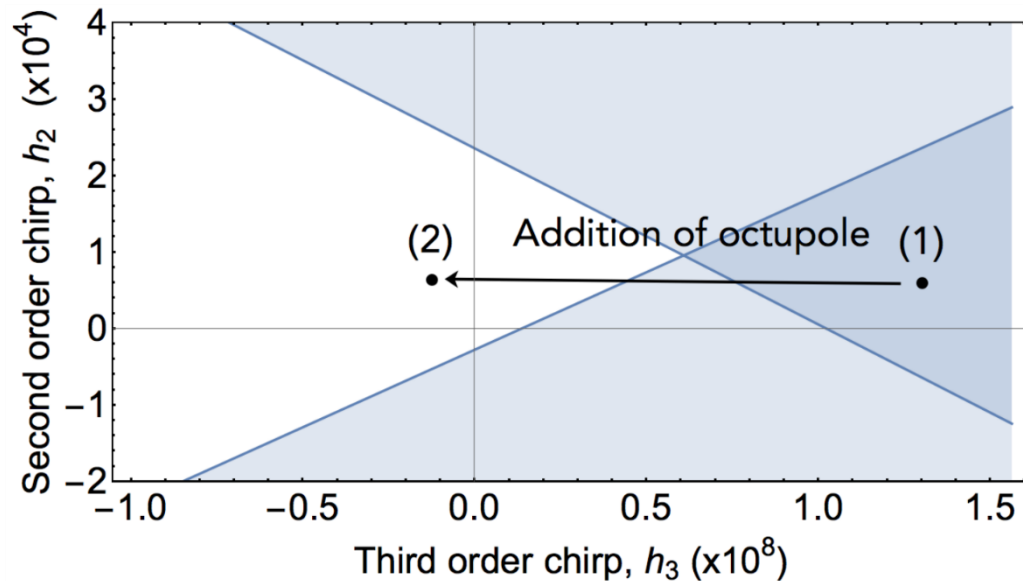 Second order chirp, h₂ (x10⁴)
4
3
2
1
0
−1
−2
(2) Addition of octupole (1)
−1.0 −0.5 0.0 0.5 1.0 1.5
Third order chirp, h₃ (x10⁸)